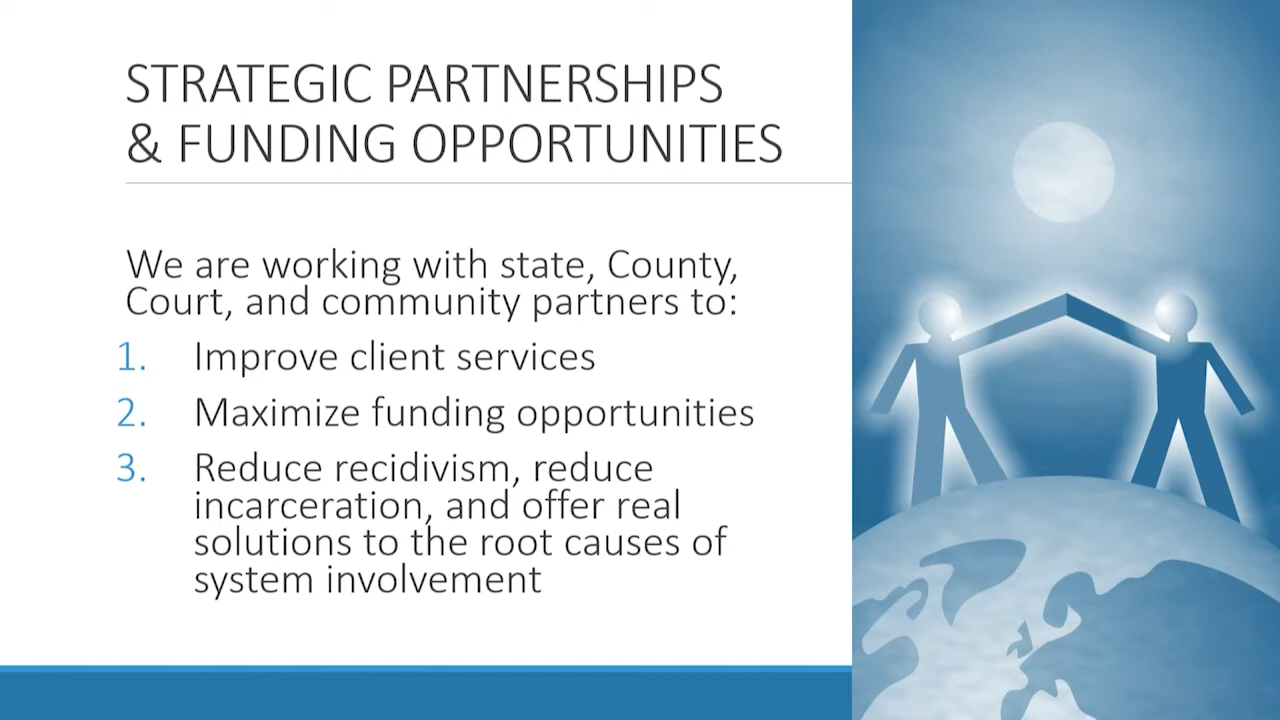 STRATEGIC PARTNERSHIPS
& FUNDING OPPORTUNITIES
We are working with state, County,
Court, and community partners to:
1. Improve client services
2. Maximize funding opportunities
3. Reduce recidivism, reduce
incarceration, and offer real
solutions to the root causes of
system involvement